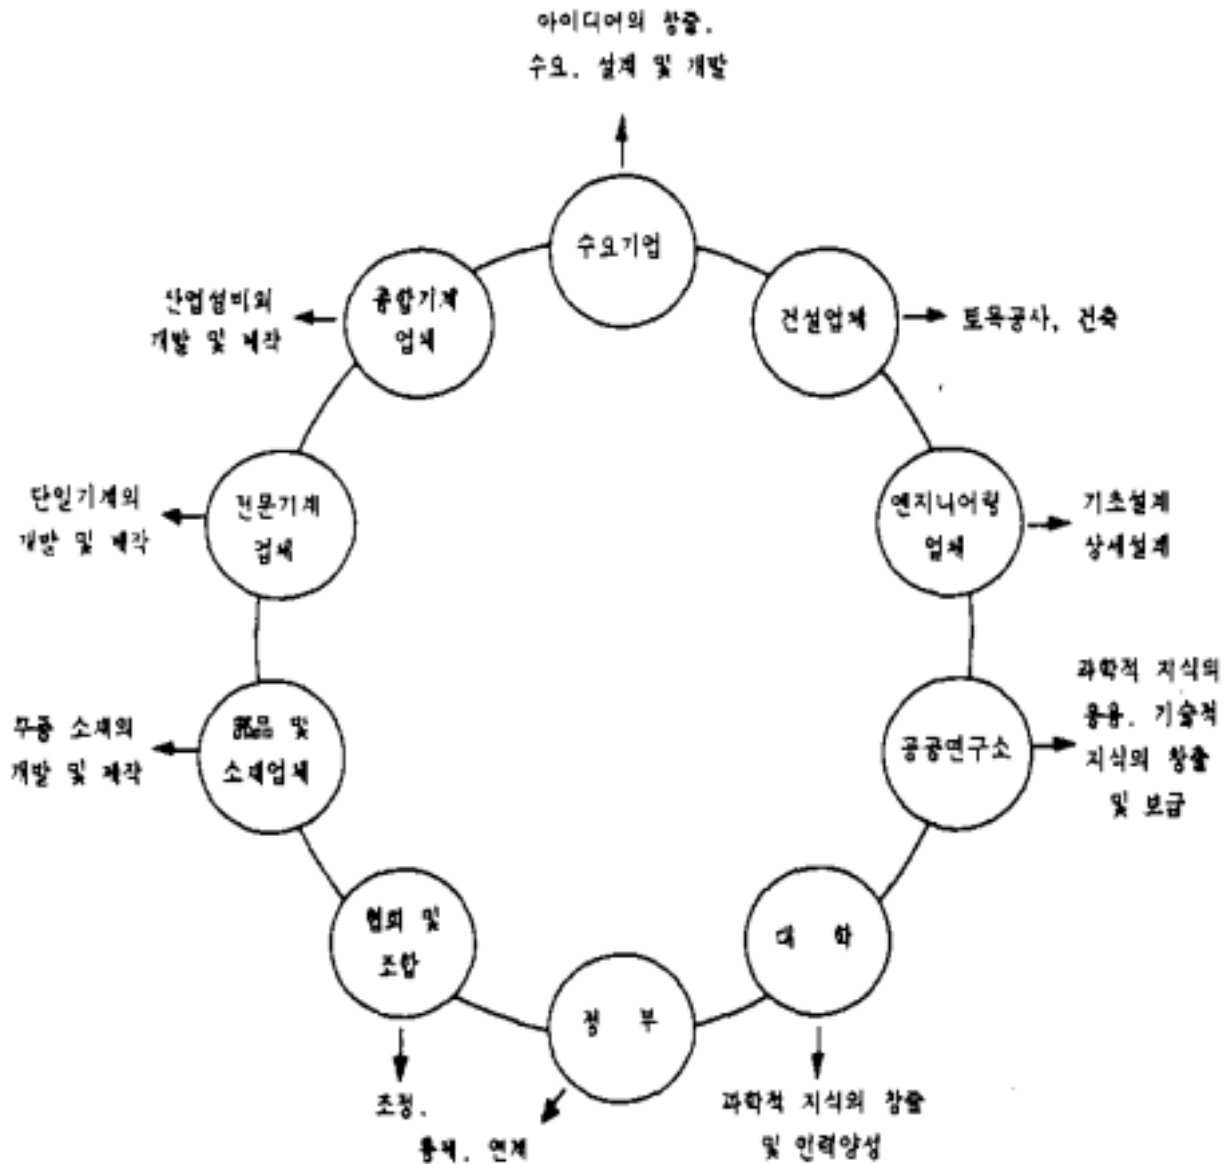 아이디어의 창출,
수요, 설계 및 개발
수요기업
종합기계
업체
산업설비의
개발 및 제작
건설업체
토목공사, 건축
전문기계
업체
단일기계의
개발 및 제작
엔지니어링
업체
기초설계
상세설계
部品 및
소재업체
부품 소재의
개발 및 제작
공공연구소
과학적 지식의
응용, 기술적
지식의 창출
및 보급
협회 및
조합
조정,
대 학
과학적 지식의 창출
및 인력양성
정 부
통제, 연계